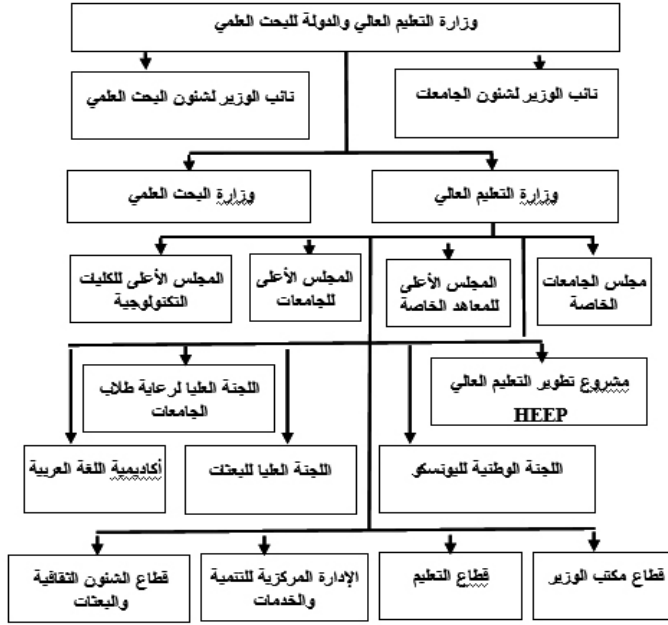 وزارة التعليم العالي والدولة للبحث العلمي
نائب الوزير لشئون الجامعات
نائب الوزير لشئون البحث العلمي
وزارة التعليم العالي
وزارة البحث العلمي
مجلس الجامعات
الخاصة
المجلس الأعلى
للمعاهد الخاصة
المجلس الأعلى
للجامعات
المجلس الأعلى للكليات
التكنولوجية
مشروع تطوير التعليم العالي
HEEP
اللجنة العليا لرعاية طلاب
الجامعات
اللجنة الوطنية لليونسكو
اللجنة العليا للبعثات
أكاديمية اللغة العربية
قطاع مكتب الوزير
قطاع التعليم
الإدارة المركزية للتنمية
والخدمات
قطاع الشئون الثقافية
والبعثات